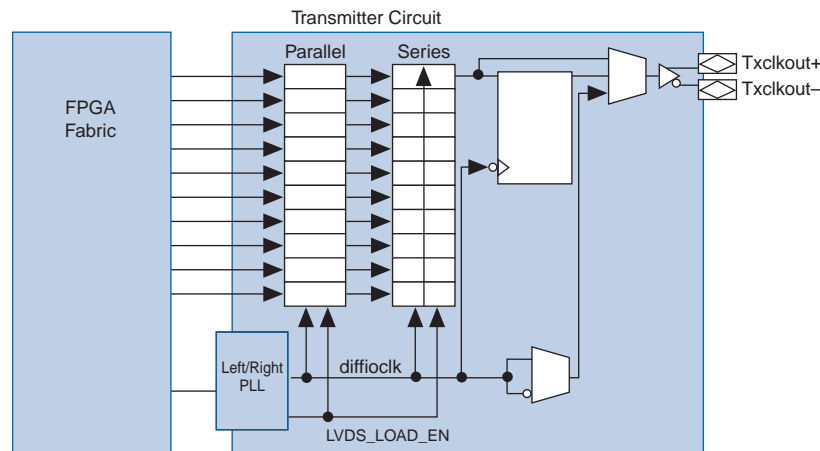 Transmitter Circuit
Parallel
Series
Txclkout+
Txclkout–
FPGA
Fabric
Left/Right
PLL
diffioclk
LVDS_LOAD_EN